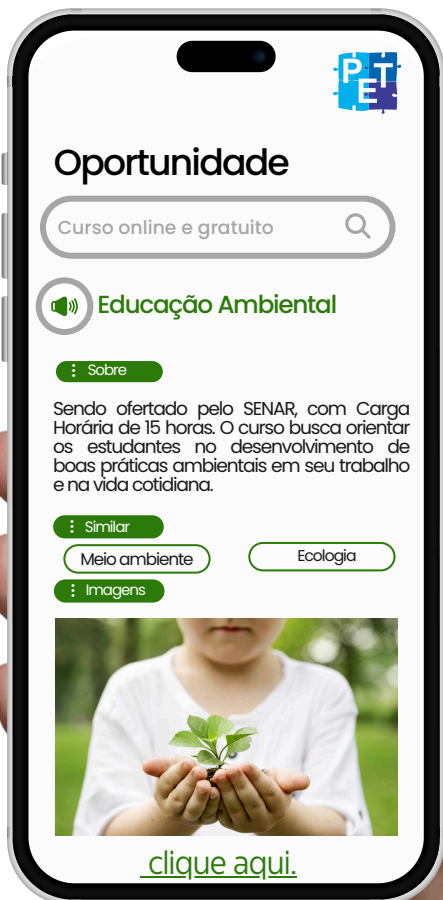 PTE
Oportunidade
Curso online e gratuito
Educação Ambiental
Sobre
Sendo ofertado pelo SENAR, com Carga
Horária de 15 horas. O curso busca orientar
os estudantes no desenvolvimento de
boas práticas ambientais em seu trabalho
e na vida cotidiana.
Similar
Meio ambiente
Ecologia
Imagens
clique aqui.